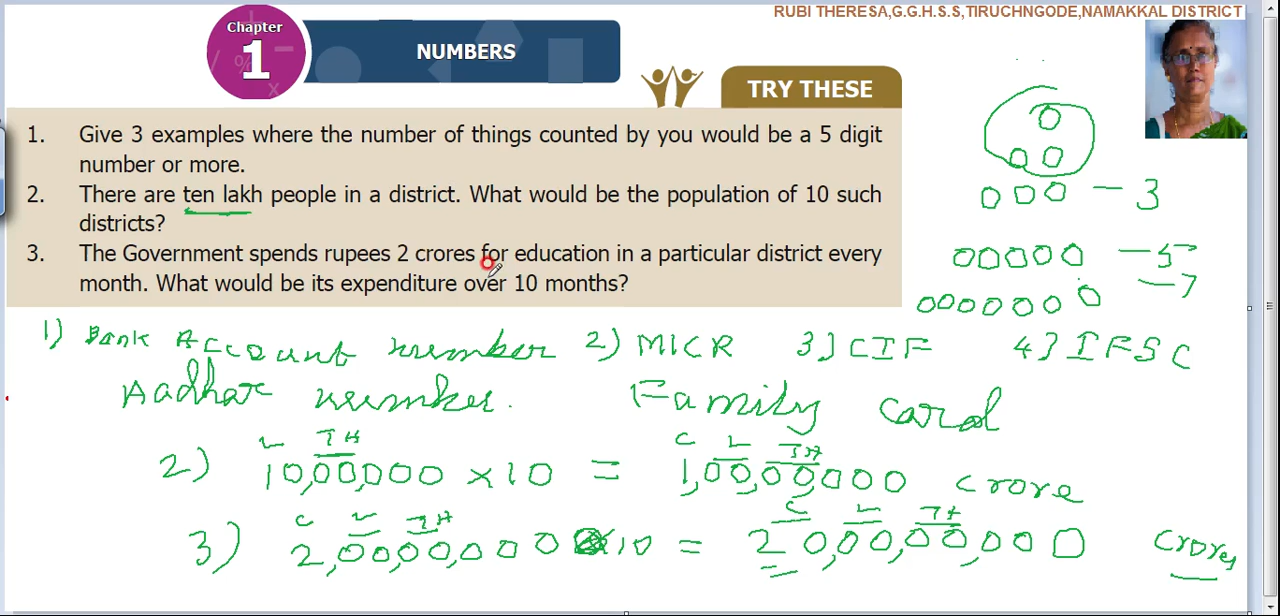 RUBI THERESA,G.G.H.S.S,TIRUCHNGODE,NAMAKKAL DISTRICT
Chapter
1
NUMBERS
TRY THESE
1. Give 3 examples where the number of things counted by you would be a 5 digit
number or more.
2. There are ten lakh people in a district. What would be the population of 10 such
districts?
3. The Government spends rupees 2 crores for education in a particular district every
month. What would be its expenditure over 10 months?
000 — 3
00000 — 5
— 7
0000000
1) Bank Account number 2) MICR 3) CIF 4) IFSC
Aadhar number. Family card
L TH C L TH
2) 10,00,000 × 10 = 1,00,00,000 crore
C L TH C L TH
3) 2,00,00,000 × 10 = 20,00,00,000 crores